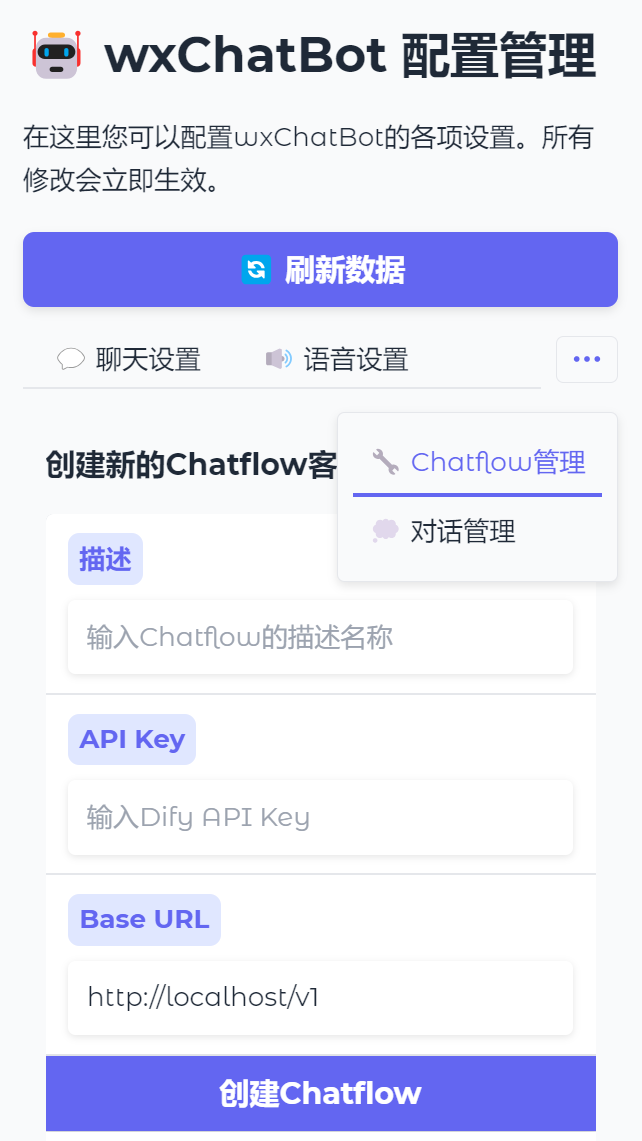 wxChatBot 配置管理
在这里您可以配置wxChatBot的各项设置。所有
修改会立即生效。
刷新数据
聊天设置
语音设置
Chatflow管理
对话管理
创建新的Chatflow客
描述
输入Chatflow的描述名称
API Key
输入Dify API Key
Base URL
http://localhost/v1
创建Chatflow